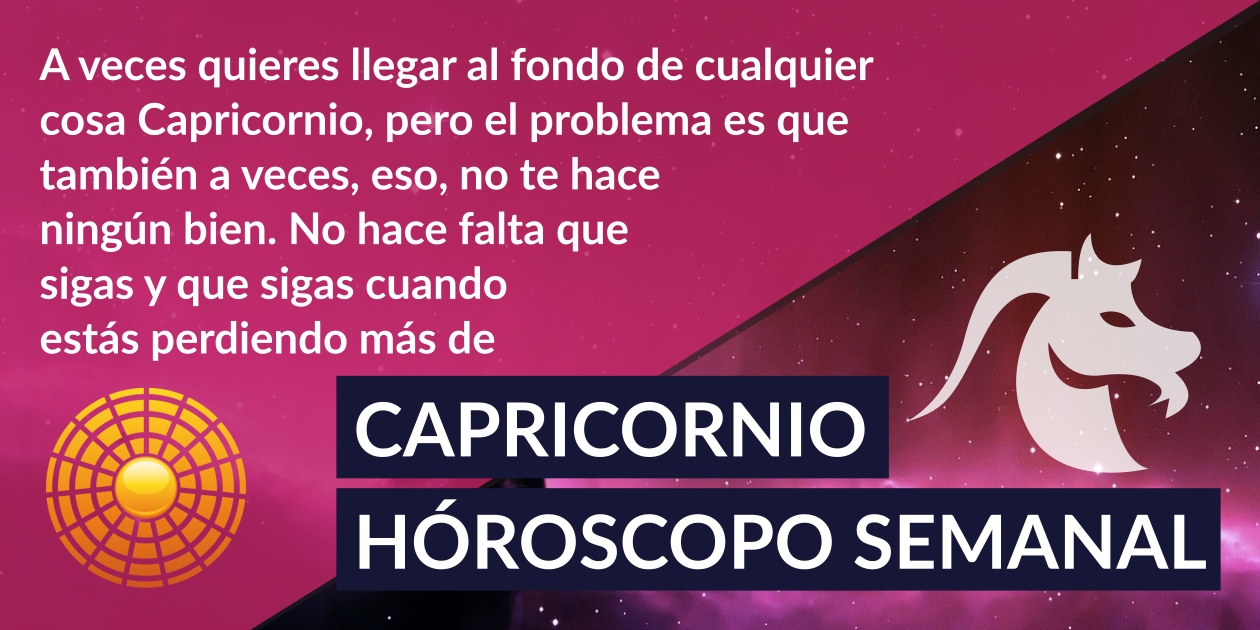 A veces quieres llegar al fondo de cualquier
cosa Capricornio, pero el problema es que
también a veces, eso, no te hace
ningún bien. No hace falta que
sigas y que sigas cuando
estás perdiendo más de
CAPRICORNIO
HÓROSCOPO SEMANAL